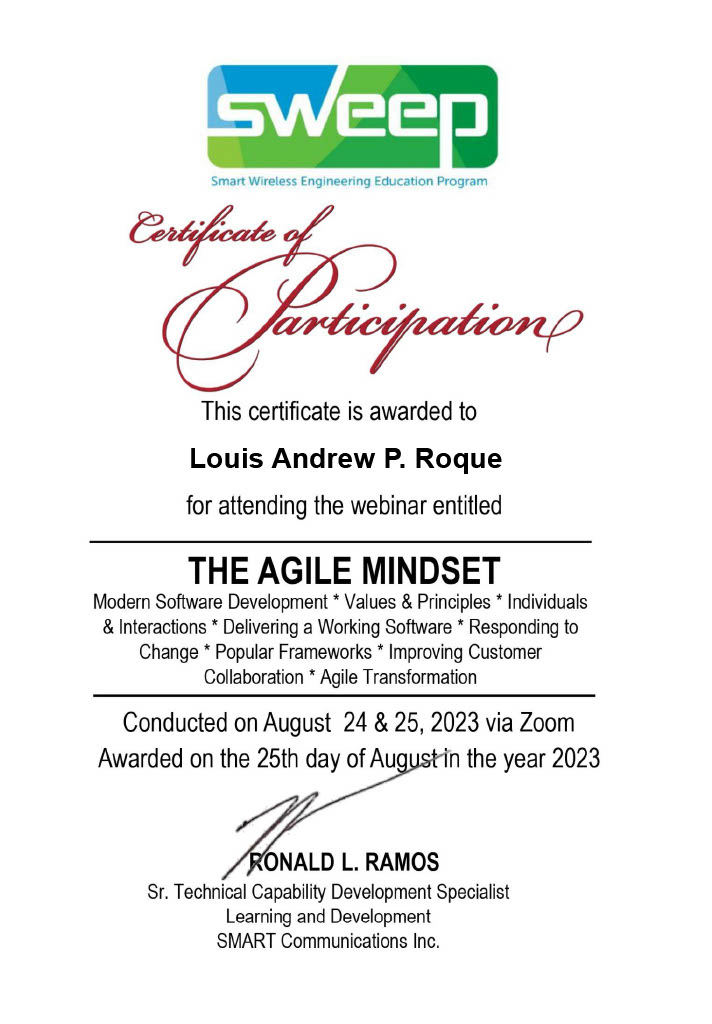 sweep
Smart Wireless Engineering Education Program
Certificate of
Participation
This certificate is awarded to
Louis Andrew P. Roque
for attending the webinar entitled
THE AGILE MINDSET
Modern Software Development * Values & Principles * Individuals
& Interactions * Delivering a Working Software * Responding to
Change * Popular Frameworks * Improving Customer
Collaboration * Agile Transformation
Conducted on August 24 & 25, 2023 via Zoom
Awarded on the 25th day of August in the year 2023
RONALD L. RAMOS
Sr. Technical Capability Development Specialist
Learning and Development
SMART Communications Inc.